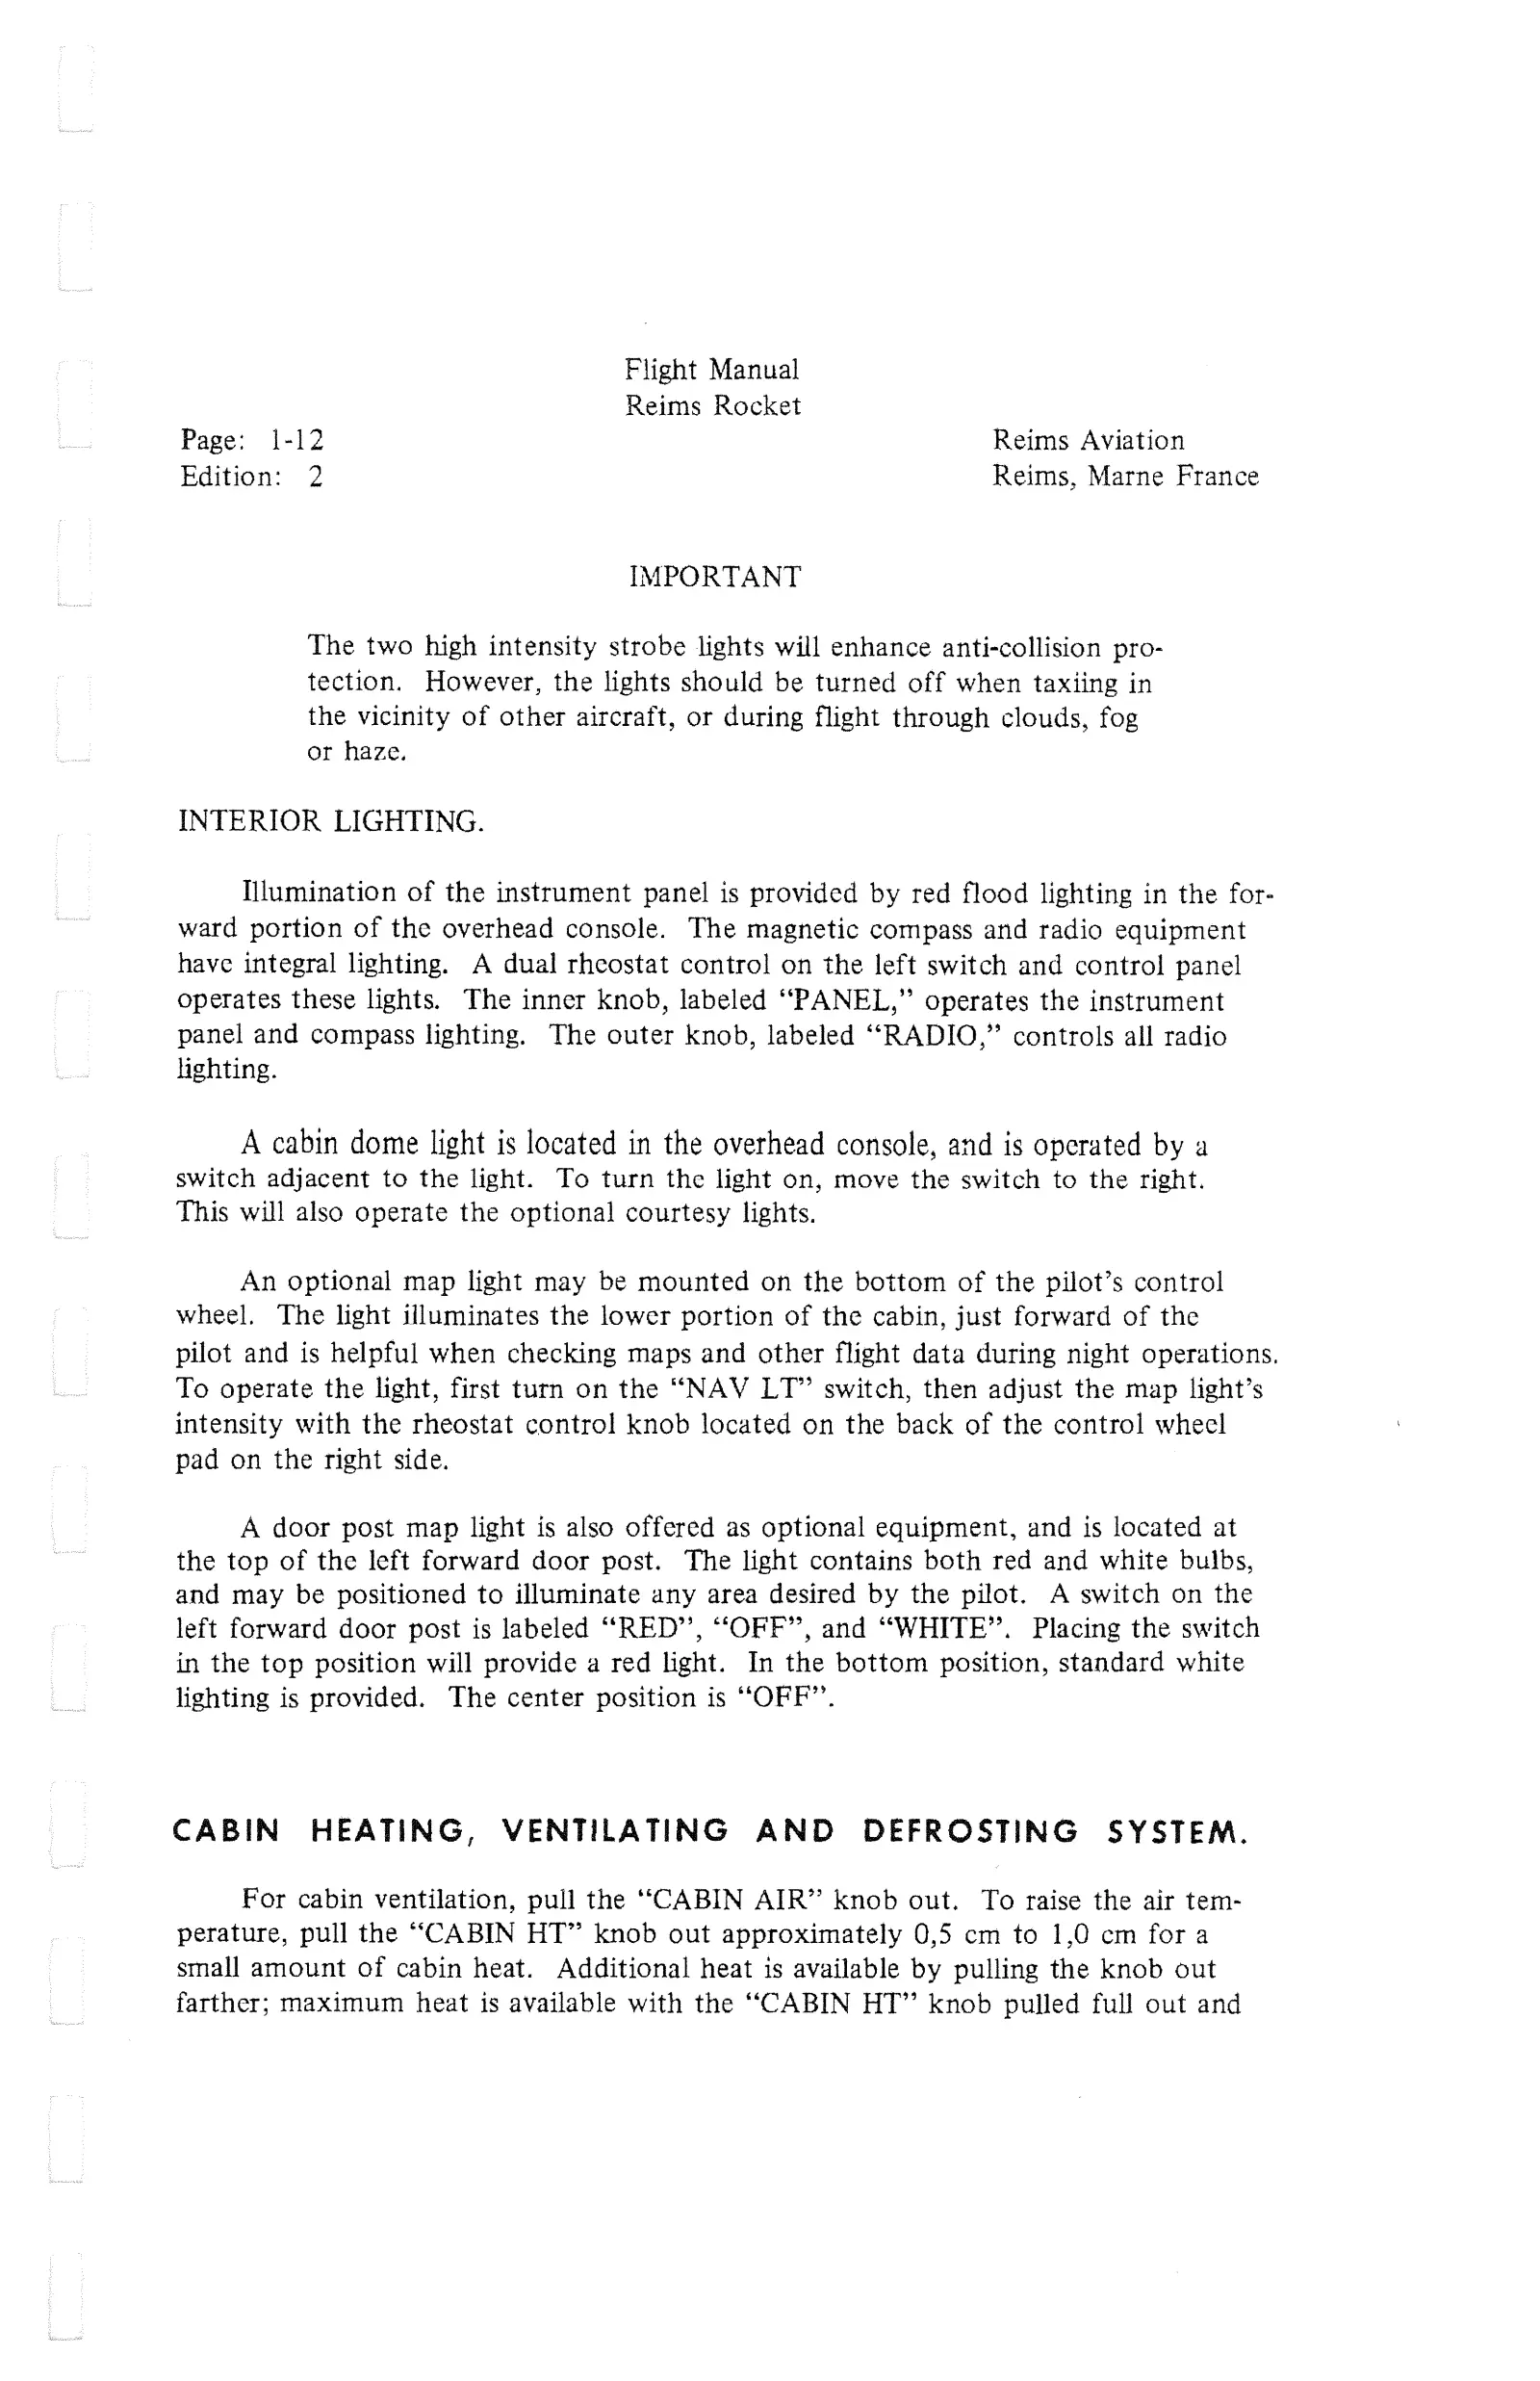 Flight Manual
Reims Rocket
Page: 1-12
Reims Aviation
Edition: 2
Reims, Marne France
IMPORTANT
The two high intensity strobe lights will enhance anti-collision pro-
tection. However, the lights should be turned off when taxiing in
the vicinity of other aircraft, or during flight through clouds, fog
or haze.
INTERIOR LIGHTING.
Illumination of the instrument panel is provided by red flood lighting in the for-
ward portion of the overhead console. The magnetic compass and radio equipment
have integral lighting. A dual rheostat control on the left switch and control panel
operates these lights. The inner knob, labeled “PANEL,” operates the instrument
panel and compass lighting. The outer knob, labeled “RADIO,” controls all radio
lighting.
A cabin dome light is located in the overhead console, and is operated by a
switch adjacent to the light. To turn the light on, move the switch to the right.
This will also operate the optional courtesy lights.
An optional map light may be mounted on the bottom of the pilot’s control
wheel. The light illuminates the lower portion of the cabin, just forward of the
pilot and is helpful when checking maps and other flight data during night operations.
To operate the light, first turn on the “NAV LT” switch, then adjust the map light’s
intensity with the rheostat control knob located on the back of the control wheel
pad on the right side.
A door post map light is also offered as optional equipment, and is located at
the top of the left forward door post. The light contains both red and white bulbs,
and may be positioned to illuminate any area desired by the pilot. A switch on the
left forward door post is labeled “RED”, “OFF”, and “WHITE”. Placing the switch
in the top position will provide a red light. In the bottom position, standard white
lighting is provided. The center position is “OFF”.
CABIN HEATING, VENTILATING AND DEFROSTING SYSTEM.
For cabin ventilation, pull the “CABIN AIR” knob out. To raise the air tem-
perature, pull the “CABIN HT” knob out approximately 0,5 cm to 1,0 cm for a
small amount of cabin heat. Additional heat is available by pulling the knob out
farther; maximum heat is available with the “CABIN HT” knob pulled full out and